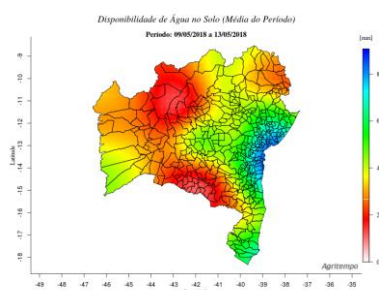 Disponibilidade de Água no Solo (Média do Período)
Período: 09/05/2018 a 13/05/2018
[mm]
-9
-10
-11
-12
-13
-14
-15
-16
-17
-18
Latitude
Agritempo
-49 -48 -47 -46 -45 -44 -43 -42 -41 -40 -39 -38 -37 -36 -35